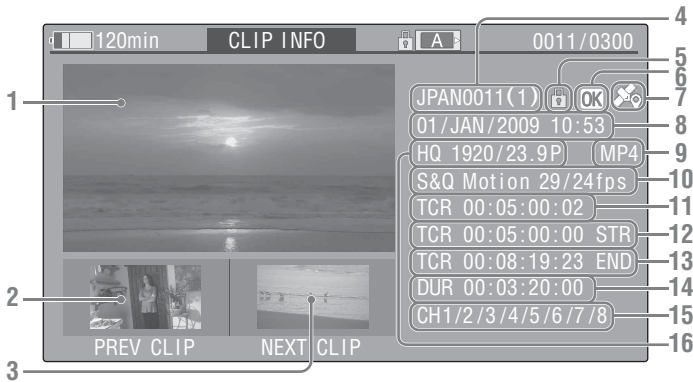 4
120min CLIP INFO A 0011/0300
5
6
1
JPAN0011(1) OK
7
01/JAN/2009 10:53
8
HQ 1920/23.9P MP4
9
S&Q Motion 29/24fps
10
TCR 00:05:00:02
11
TCR 00:05:00:00 STR
12
TCR 00:08:19:23 END
13
2
DUR 00:03:20:00
14
CH1/2/3/4/5/6/7/8
15
PREV CLIP NEXT CLIP
16
3